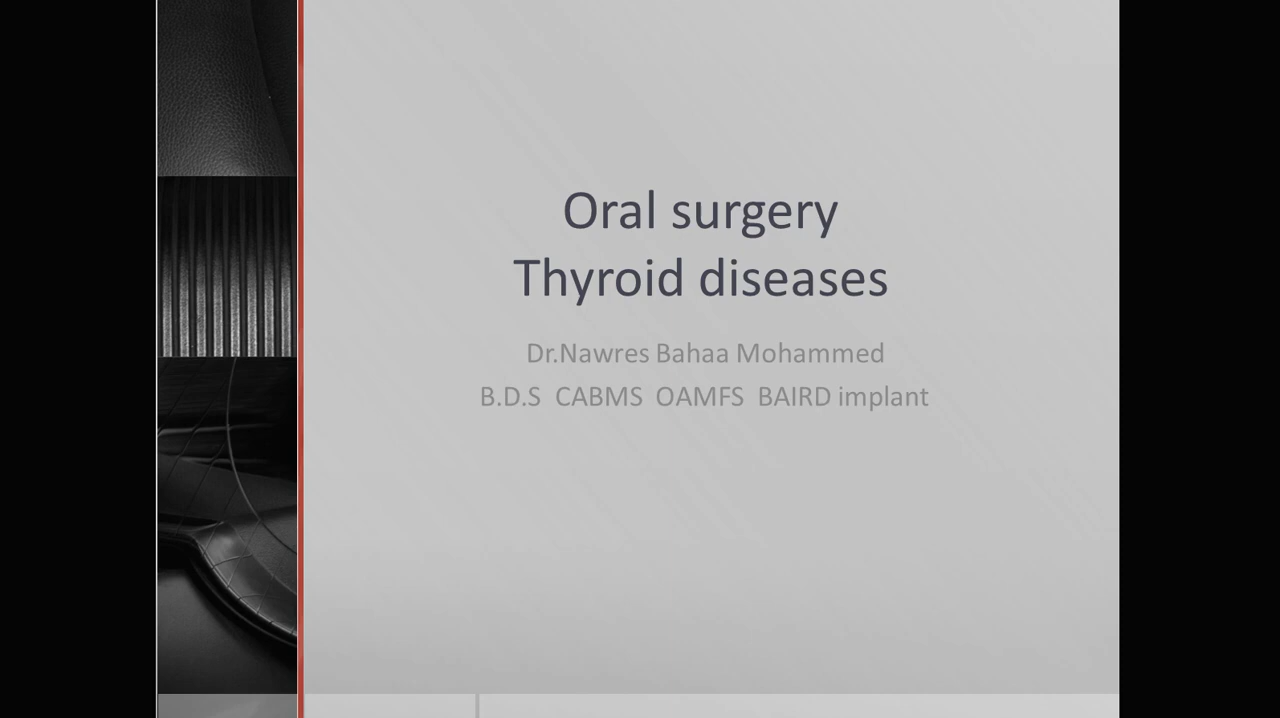 Oral surgery
Thyroid diseases
Dr.Nawres Bahaa Mohammed
B.D.S CABMS OAMFS BAIRD implant